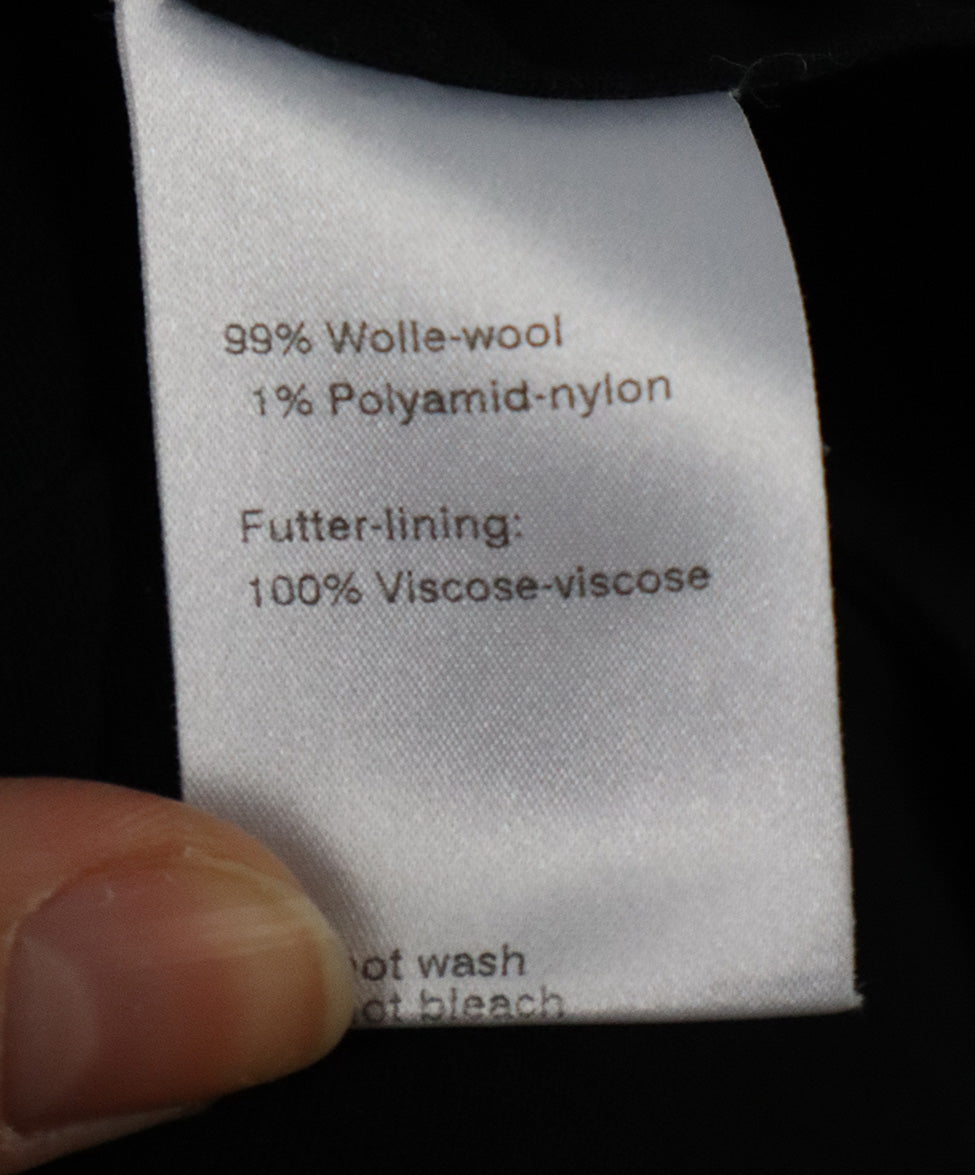 99% Wolle-wool
1% Polyamid-nylon
Futter-lining:
100% Viscose-viscose
ot wash
ot bleach